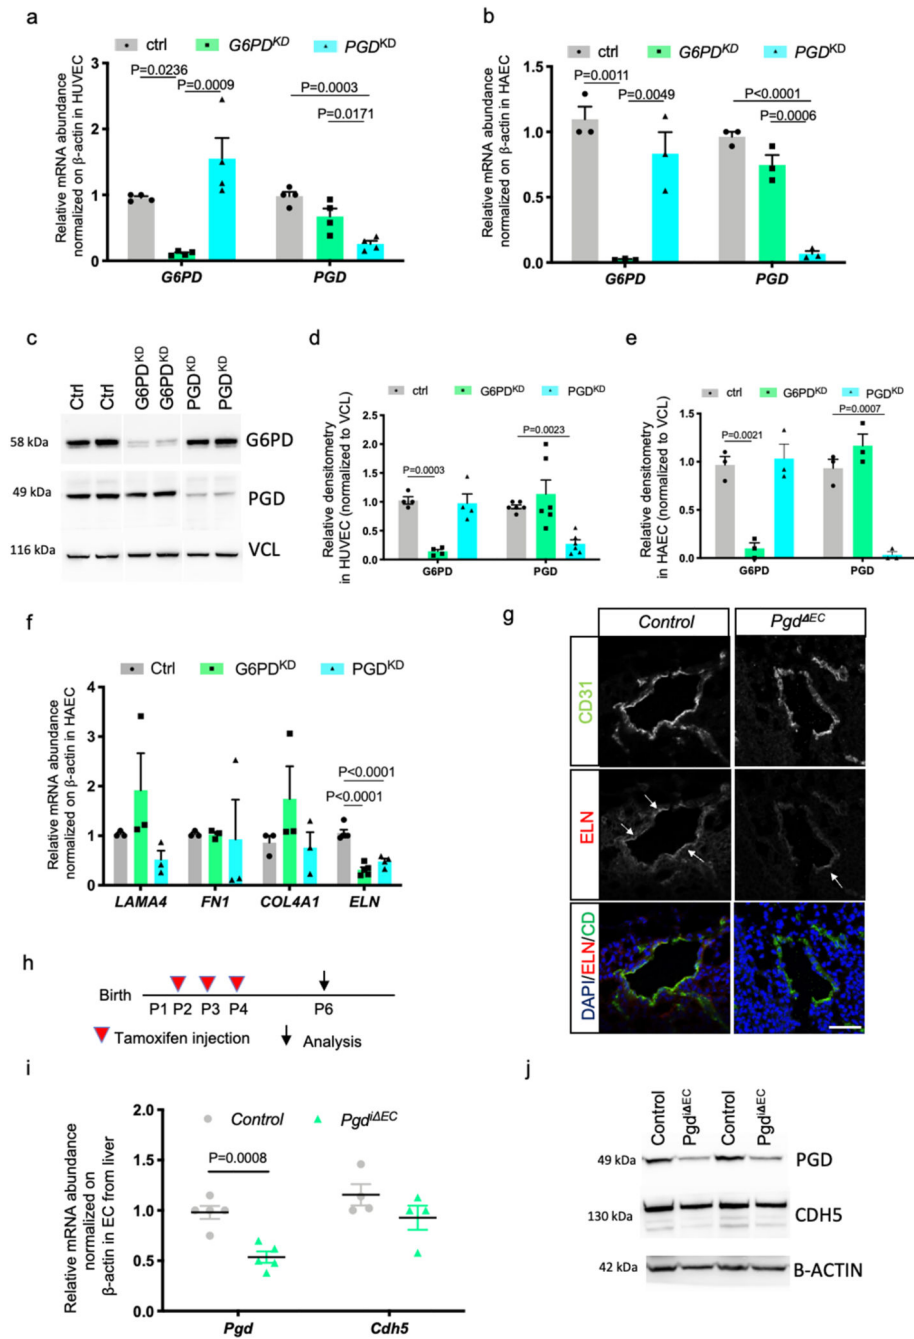 a
ctrl G6PDKD PGDKD
Relative mRNA abundance
normalized on β-actin in HUVEC
3
2
1
0
P=0.0236
P=0.0009
P=0.0003
P=0.0171
G6PD PGD
b
ctrl G6PDKD PGDKD
Relative mRNA abundance
normalized on β-actin in HAEC
1.5
1.0
0.5
0.0
P=0.0011
P=0.0049
P<0.0001
P=0.0006
G6PD PGD
c
Ctrl Ctrl G6PDKD G6PDKD PGDKD PGDKD
58 kDa G6PD
49 kDa PGD
116 kDa VCL
d
ctrl G6PDKD PGDKD
Relative densitometry
in HUVEC (normalized to VCL)
2.5
2.0
1.5
1.0
0.5
0.0
P=0.0003
P=0.0023
G6PD PGD
e
ctrl G6PDKD PGDKD
Relative densitometry
in HAEC (normalized to VCL)
1.5
1.0
0.5
0.0
P=0.0021
P=0.0007
G6PD PGD
f
Ctrl G6PDKD PGDKD
Relative mRNA abundance
normalized on β-actin in HAEC
4
3
2
1
0
P<0.0001
P<0.0001
LAMA4 FN1 COL4A1 ELN
g
Control PgdΔEC
CD31
ELN
DAPI/ELN/CD
h
Birth
P1 P2 P3 P4 P6
Tamoxifen injection Analysis
i
Control PgdiΔEC
Relative mRNA abundance
normalized on
β-actin in EC from liver
2.0
1.5
1.0
0.5
0.0
P=0.0008
Pgd Cdh5
j
Control PgdiΔEC Control PgdiΔEC
49 kDa PGD
130 kDa CDH5
42 kDa B-ACTIN